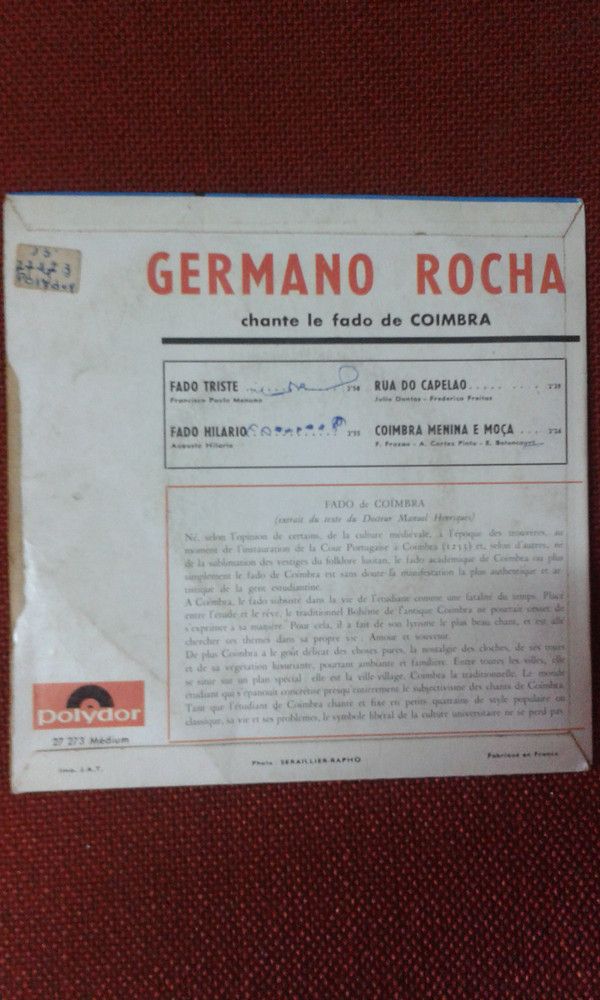 27273
POLYDOR
GERMANO ROCHA
chante le fado de COIMBRA
FADO TRISTE
Francisco Paulo Menano
RUA DO CAPELAO
Julio Dantas - Frederico Freitas
FADO HILARIO
Augusto Hilario
COIMBRA MENINA E MOÇA
F. Frazao - A. Cortes Pinto - E. Betencourt
FADO de COÏMBRA
(extrait du texte du Docteur Manuel Henriques)
Né, selon l'opinion de certains, de la culture médiévale, à l'époque des trouvères, au
moment de l'instauration de la Cour Portugaise à Coimbra (1253) et, selon d'autres, né
de la sublimation des vestiges du folklore lusitan, le fado académique de Coimbra ou plus
simplement le fado de Coimbra est sans doute la manifestation la plus authentique et ar-
tistique de la gent estudiantine.
A Coimbra, le fado subsiste dans la vie de l'étudiant comme une fatalité du temps. Placé
entre l'étude et le rêve, le traditionnel Bohème de l'antique Coimbra ne pourrait cesser de
s'exprimer à sa manière. Pour cela, il a fait de son lyrisme le plus beau chant, et est allé
chercher ses thèmes dans sa propre vie : Amour et souvenir.
De plus Coimbra a le goût délicat des choses pures, la nostalgie des cloches, de ses tours
et de sa végétation luxuriante, pourtant ambiante et familière. Entre toutes les villes, elle
se situe sur un plan spécial : elle est la ville-village, Coimbra la traditionnelle. Le monde
étudiant qui s'épanouit concrétise presqu'entièrement le subjectivisme des chants de Coimbra.
Tant que l'étudiant de Coimbra chante et fixe en petits quatrains de style populaire ou
classique, sa vie et ses problèmes, le symbole libéral de la culture universitaire ne se perd pas.
polydor
27 273 Médium
Imp. J.A.T.
Photo : SERAILLIER-RAPHO
Fabriqué en France